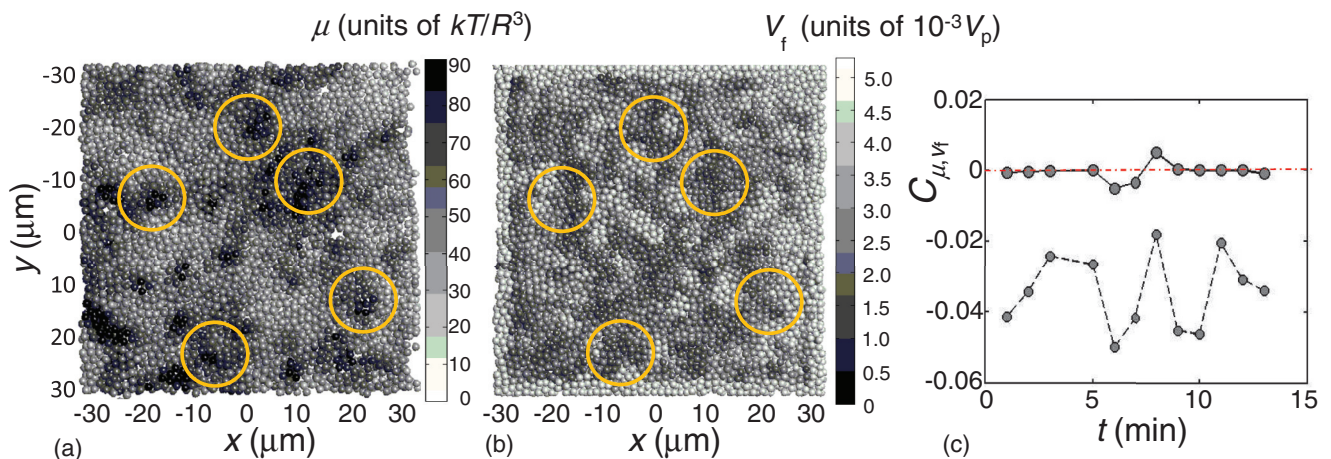 μ (units of kT/R³)
V_f (units of 10⁻³V_p)
-30
-20
-10
0
10
20
30
y (μm)
-30 -20 -10 0 10 20 30
x (μm)
(a)
90
80
70
60
50
40
30
20
10
0
-30 -20 -10 0 10 20 30
x (μm)
(b)
5.0
4.5
4.0
3.5
3.0
2.5
2.0
1.5
1.0
0.5
0
C_μ,v_f
0.02
0
-0.02
-0.04
-0.06
0 5 10 15
t (min)
(c)